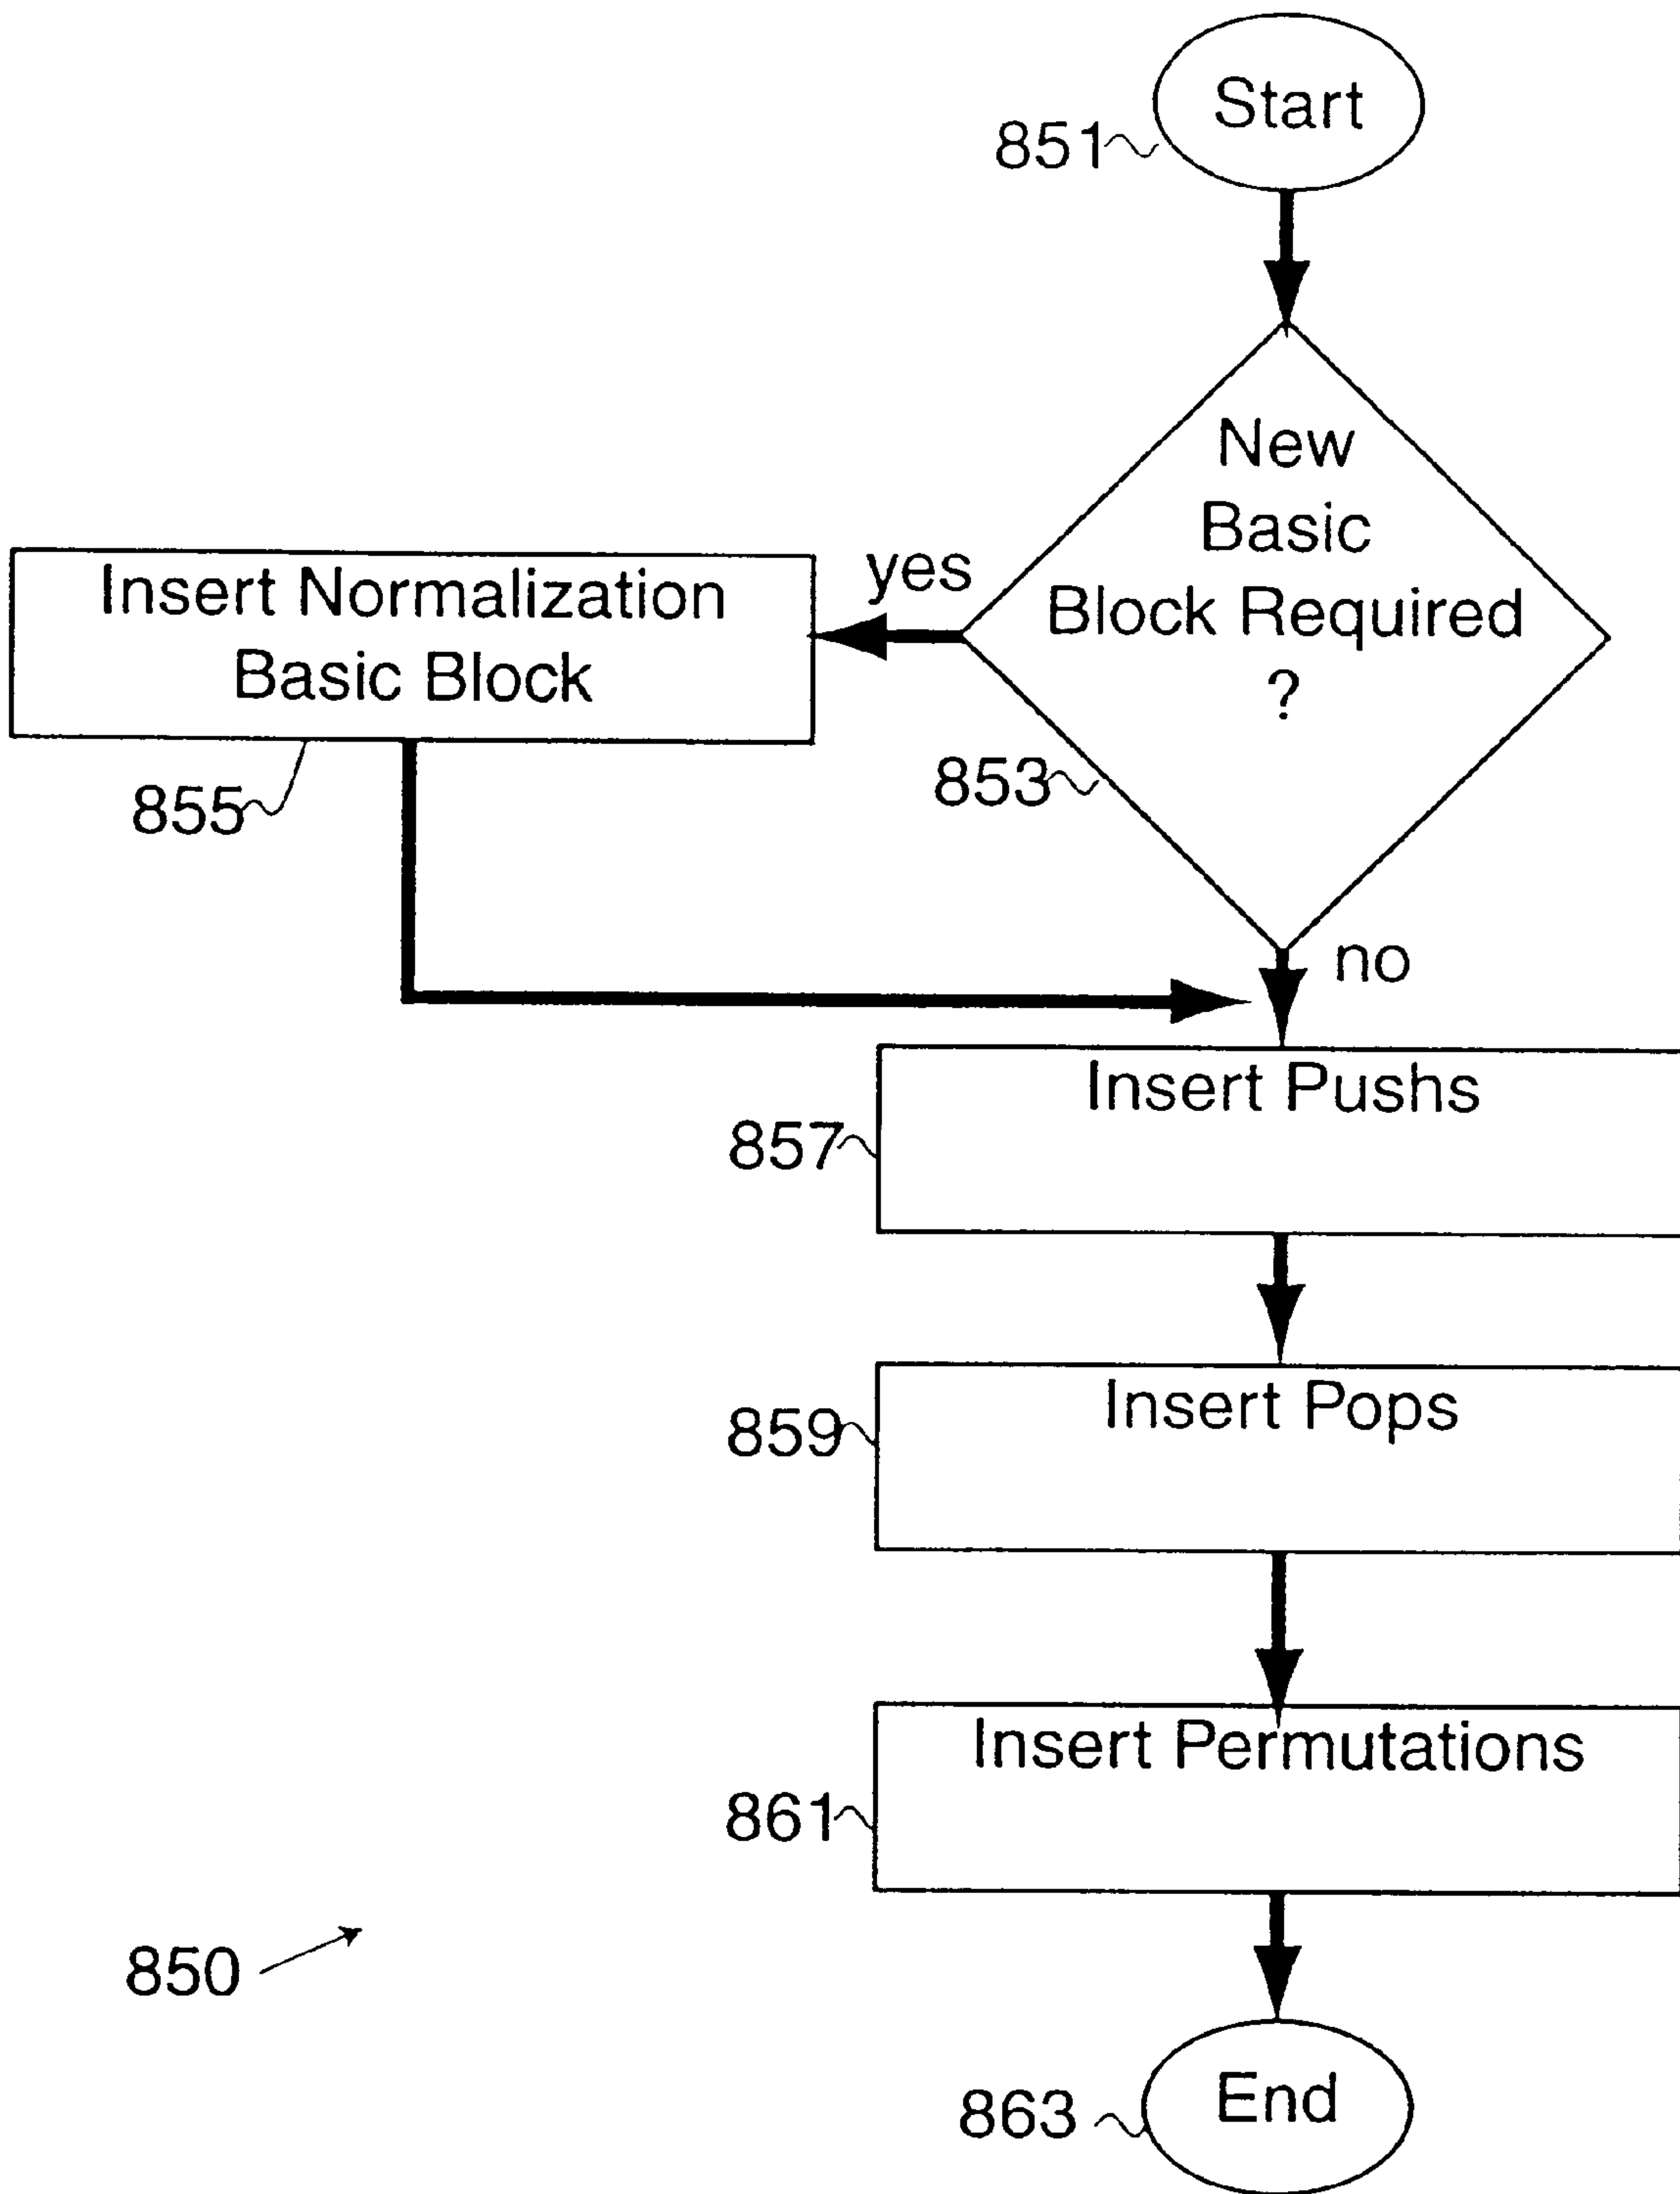 Start
851
New
Basic
Block Required
?
yes
Insert Normalization
Basic Block
853
855
no
Insert Pushs
857
Insert Pops
859
Insert Permutations
861
850
End
863